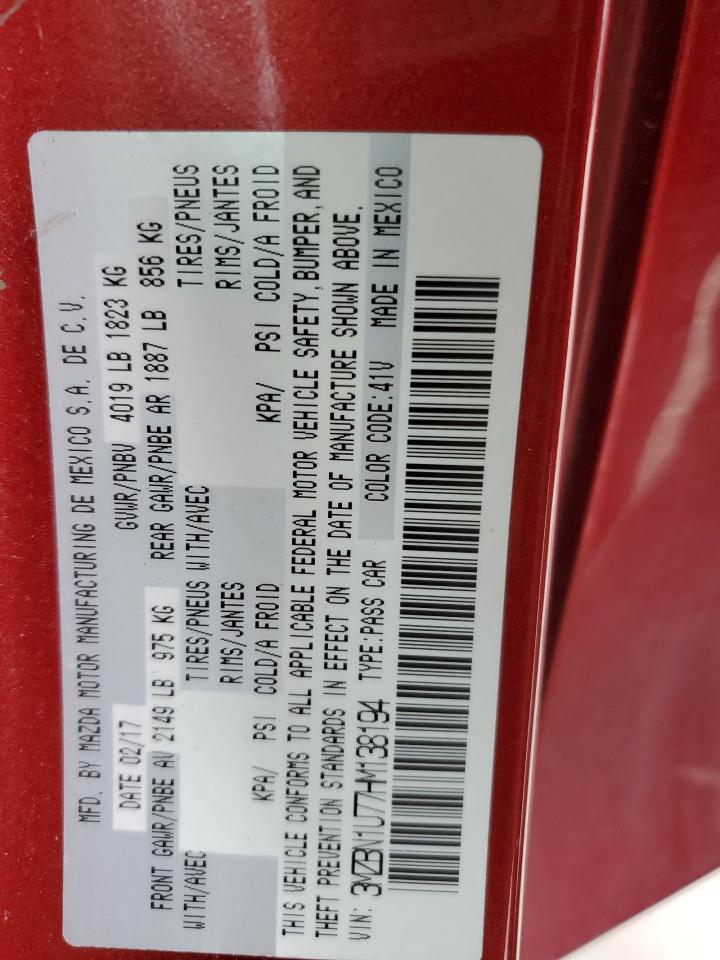 MFD. BY MAZDA MOTOR MANUFACTURING DE MEXICO S.A. DE C.V.
DATE 02/17 GVWR/PNBV 4019 LB 1823 KG
FRONT GAWR/PNBE AV 2149 LB 975 KG REAR GAWR/PNBE AR 1887 LB 856 KG
WITH/AVEC TIRES/PNEUS WITH/AVEC TIRES/PNEUS
RIMS/JANTES RIMS/JANTES
KPA/ PSI COLD/A FROID KPA/ PSI COLD/A FROID
THIS VEHICLE CONFORMS TO ALL APPLICABLE FEDERAL MOTOR VEHICLE SAFETY, BUMPER, AND
THEFT PREVENTION STANDARDS IN EFFECT ON THE DATE OF MANUFACTURE SHOWN ABOVE.
VIN: 3MZBN1U77HM138194 TYPE:PASS CAR COLOR CODE:41V MADE IN MEXICO